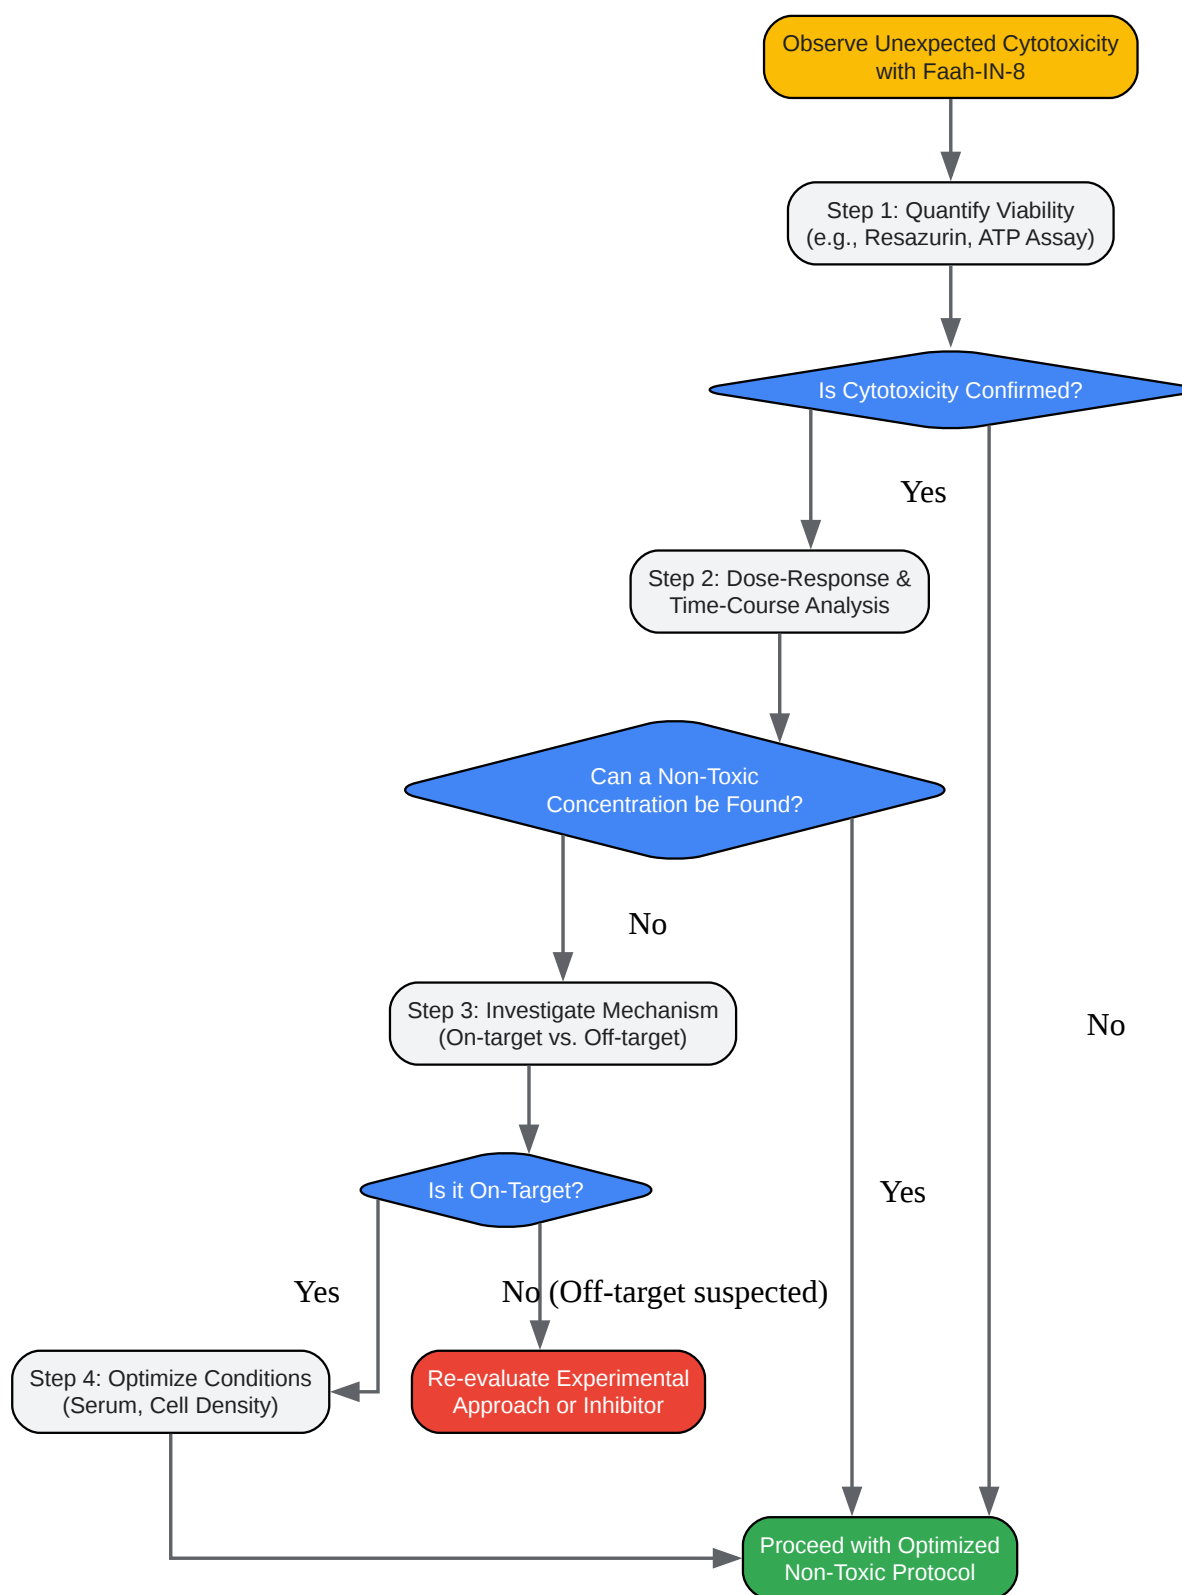 Observe Unexpected Cytotoxicity
with Faah-IN-8
Step 1: Quantify Viability
(e.g., Resazurin, ATP Assay)
Is Cytotoxicity Confirmed?
Yes
Step 2: Dose-Response &
Time-Course Analysis
Can a Non-Toxic
Concentration be Found?
No
Step 3: Investigate Mechanism
(On-target vs. Off-target)
No
Is it On-Target?
Yes
Yes
No (Off-target suspected)
Step 4: Optimize Conditions
(Serum, Cell Density)
Re-evaluate Experimental
Approach or Inhibitor
Proceed with Optimized
Non-Toxic Protocol